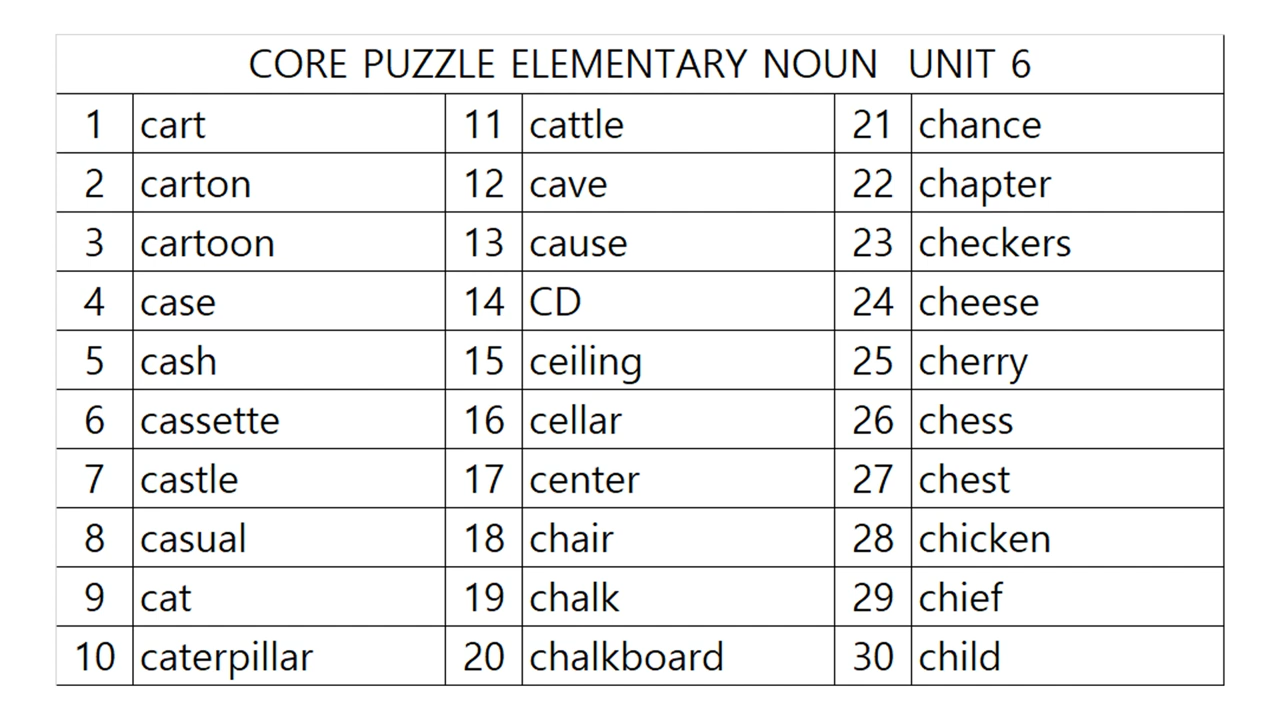 CORE PUZZLE ELEMENTARY NOUN UNIT 6
1 cart 11 cattle 21 chance
2 carton 12 cave 22 chapter
3 cartoon 13 cause 23 checkers
4 case 14 CD 24 cheese
5 cash 15 ceiling 25 cherry
6 cassette 16 cellar 26 chess
7 castle 17 center 27 chest
8 casual 18 chair 28 chicken
9 cat 19 chalk 29 chief
10 caterpillar 20 chalkboard 30 child